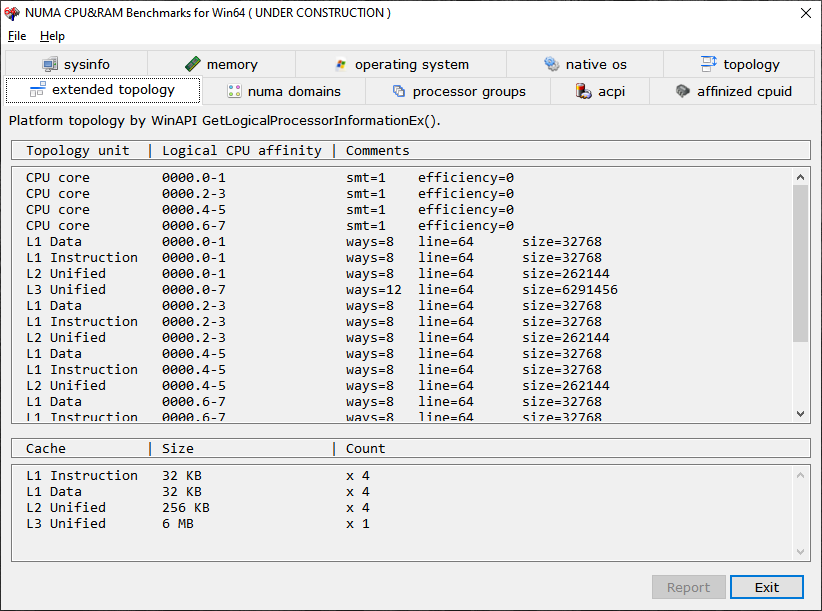 NUMA CPU&RAM Benchmarks for Win64 ( UNDER CONSTRUCTION )
File Help
sysinfo memory operating system native os topology
extended topology numa domains processor groups acpi affinized cpuid
Platform topology by WinAPI GetLogicalProcessorInformationEx().
Topology unit | Logical CPU affinity | Comments
CPU core 0000.0-1 smt=1 efficiency=0
CPU core 0000.2-3 smt=1 efficiency=0
CPU core 0000.4-5 smt=1 efficiency=0
CPU core 0000.6-7 smt=1 efficiency=0
L1 Data 0000.0-1 ways=8 line=64 size=32768
L1 Instruction 0000.0-1 ways=8 line=64 size=32768
L2 Unified 0000.0-1 ways=8 line=64 size=262144
L3 Unified 0000.0-7 ways=12 line=64 size=6291456
L1 Data 0000.2-3 ways=8 line=64 size=32768
L1 Instruction 0000.2-3 ways=8 line=64 size=32768
L2 Unified 0000.2-3 ways=8 line=64 size=262144
L1 Data 0000.4-5 ways=8 line=64 size=32768
L1 Instruction 0000.4-5 ways=8 line=64 size=32768
L2 Unified 0000.4-5 ways=8 line=64 size=262144
L1 Data 0000.6-7 ways=8 line=64 size=32768
L1 Instruction 0000.6-7 ways=8 line=64 size=32768
Cache | Size | Count
L1 Instruction 32 KB x 4
L1 Data 32 KB x 4
L2 Unified 256 KB x 4
L3 Unified 6 MB x 1
Report Exit